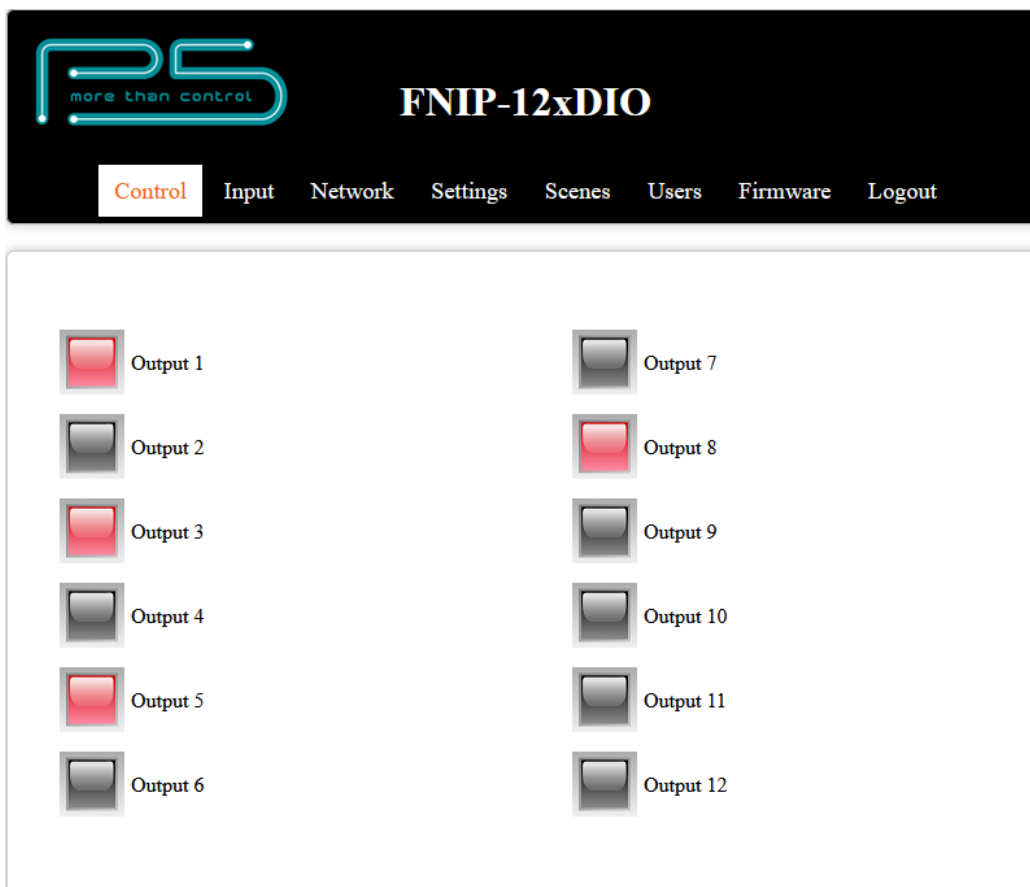 more than control
FNIP-12xDIO
Control Input Network Settings Scenes Users Firmware Logout
Output 1
Output 2
Output 3
Output 4
Output 5
Output 6
Output 7
Output 8
Output 9
Output 10
Output 11
Output 12